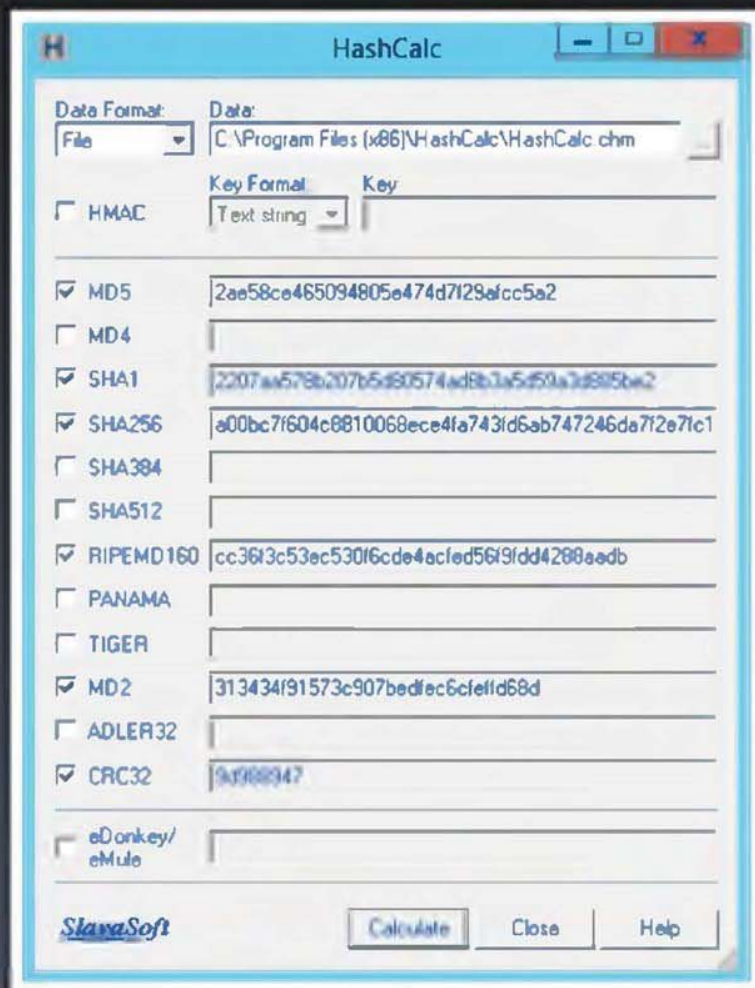 HashCalc
Data Format: Data:
File C:\Program Files (x86)\HashCalc\HashCalc.chm
Key Format Key
HMAC Text string
MD5 2ae58ce465094805e474d7f29afcc5a2
MD4
SHA1
SHA256 a00bc7f604c8810068ece4fa743fd6ab747246da7f2e7fc1
SHA384
SHA512
RIPEMD160 cc36f3c53ec530f6cde4acfed56f9fdd4288aadb
PANAMA
TIGER
MD2 313434f91573c907bedfec6cfeffd68d
ADLER32
CRC32
eDonkey/
eMule
SlavaSoft Calculate Close Help